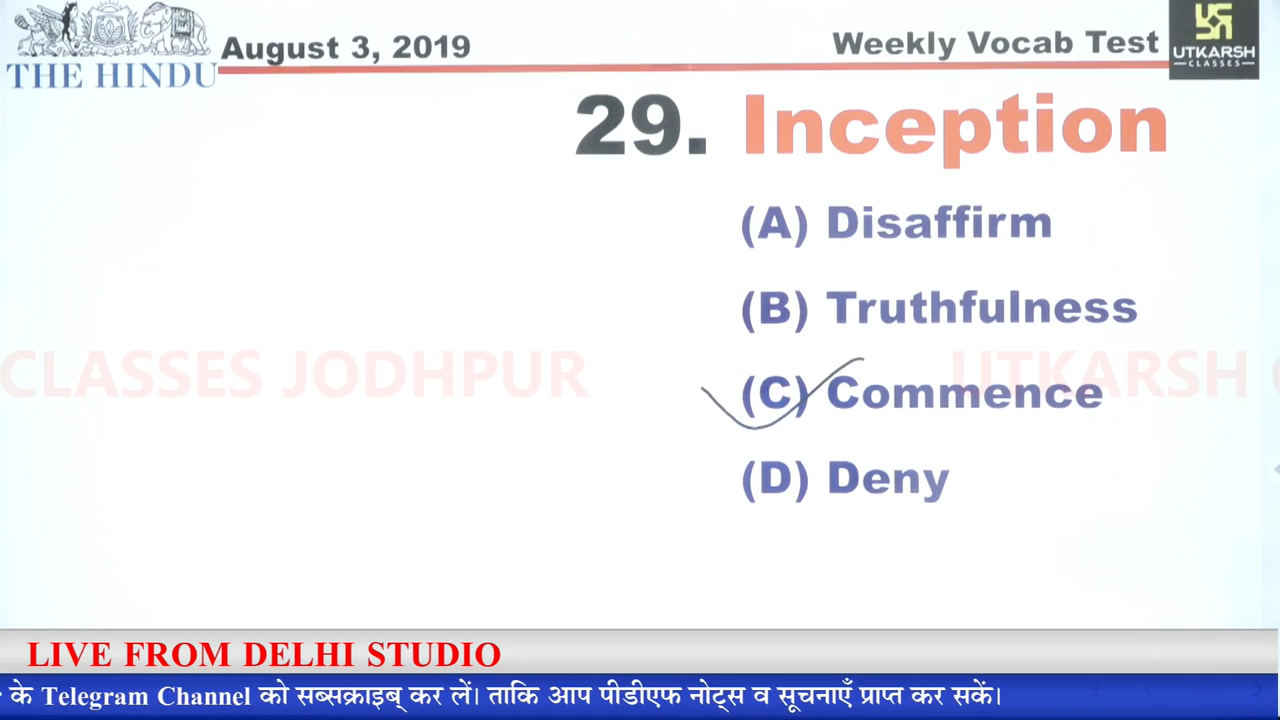 THE HINDU
August 3, 2019
Weekly Vocab Test
UTKARSH
CLASSES
29. Inception
(A) Disaffirm
(B) Truthfulness
CLASSES JODHPUR
UTKARSH
(C) Commence
(D) Deny
LIVE FROM DELHI STUDIO
के Telegram Channel को सब्सक्राइब् कर लें। ताकि आप पीडीएफ नोट्स व सूचनाएँ प्राप्त कर सकें।